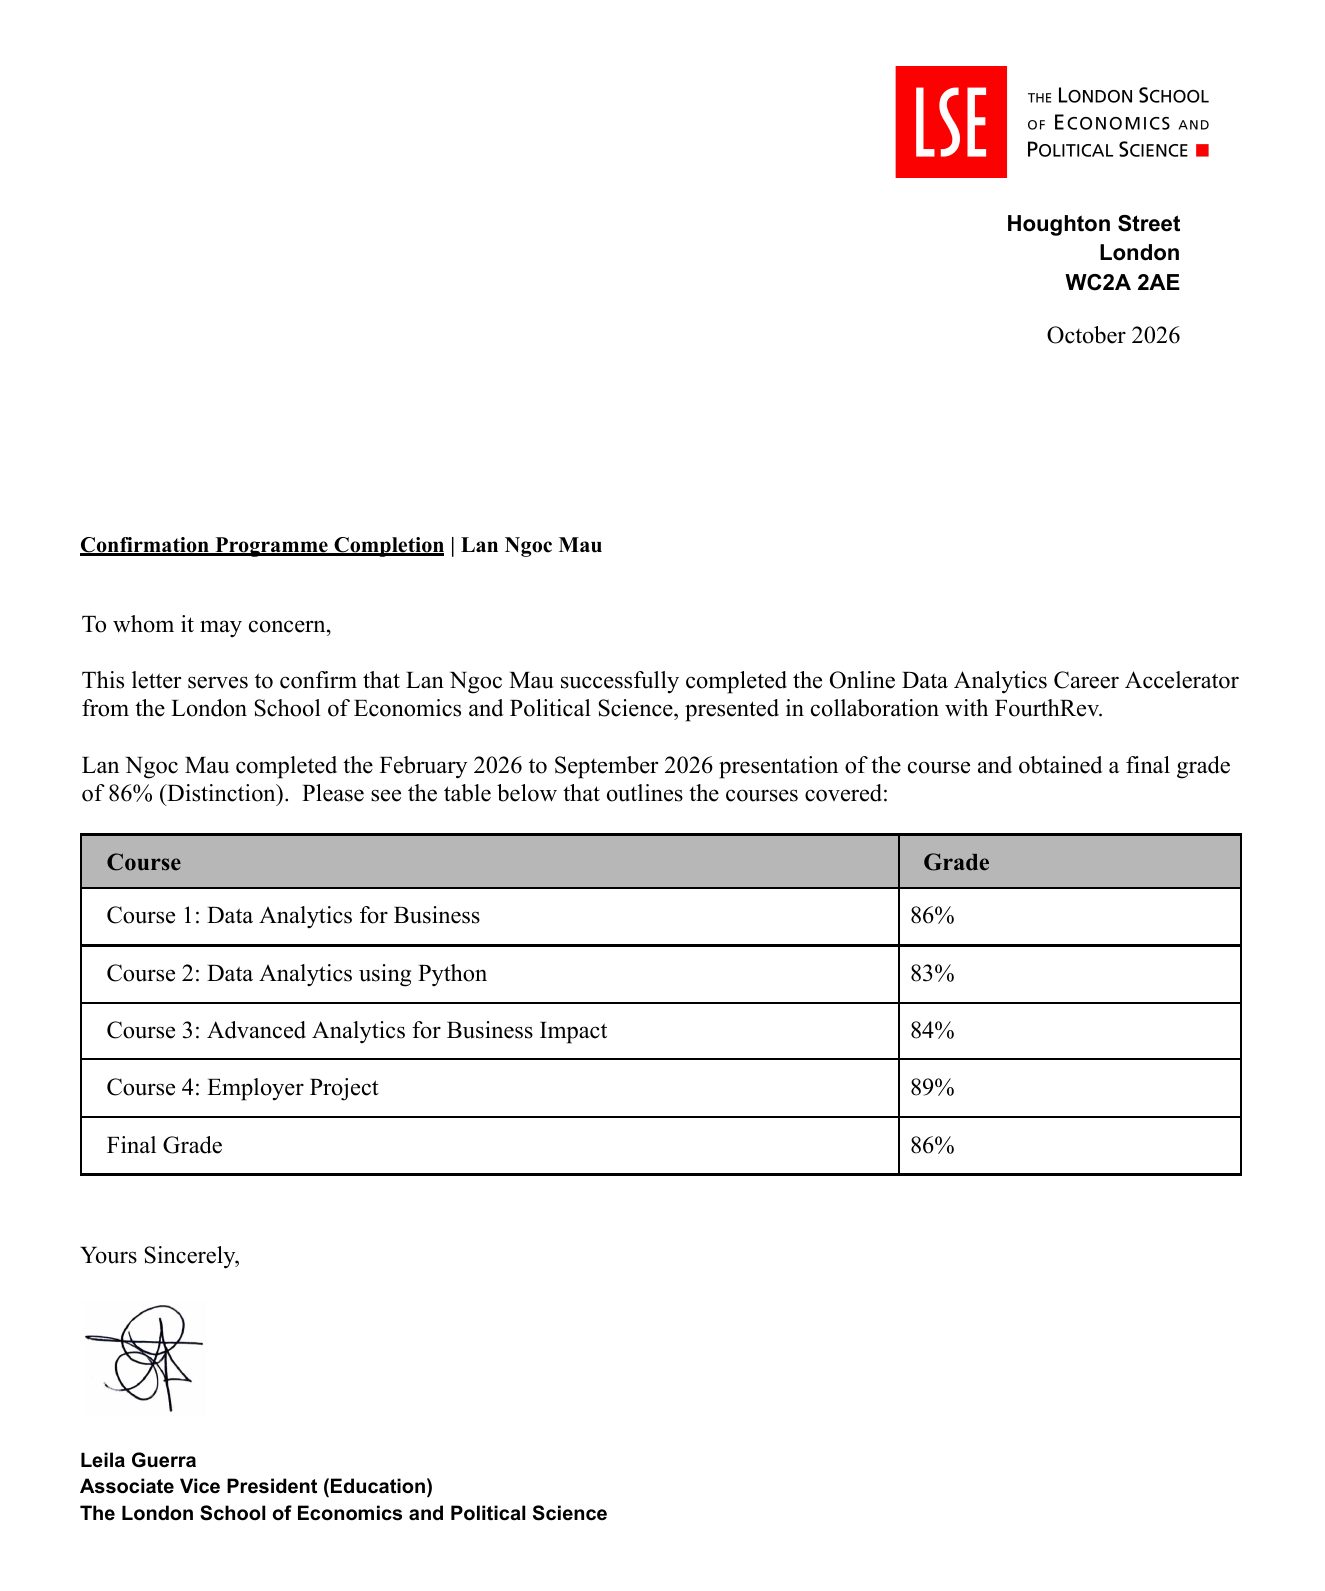 LSE
THE LONDON SCHOOL
OF ECONOMICS AND
POLITICAL SCIENCE
Houghton Street
London
WC2A 2AE
October 2026
Confirmation Programme Completion | Lan Ngoc Mau
To whom it may concern,
This letter serves to confirm that Lan Ngoc Mau successfully completed the Online Data Analytics Career Accelerator
from the London School of Economics and Political Science, presented in collaboration with FourthRev.
Lan Ngoc Mau completed the February 2026 to September 2026 presentation of the course and obtained a final grade
of 86% (Distinction).  Please see the table below that outlines the courses covered:
Course Grade
Course 1: Data Analytics for Business 86%
Course 2: Data Analytics using Python 83%
Course 3: Advanced Analytics for Business Impact 84%
Course 4: Employer Project 89%
Final Grade 86%
Yours Sincerely,
Leila Guerra
Associate Vice President (Education)
The London School of Economics and Political Science